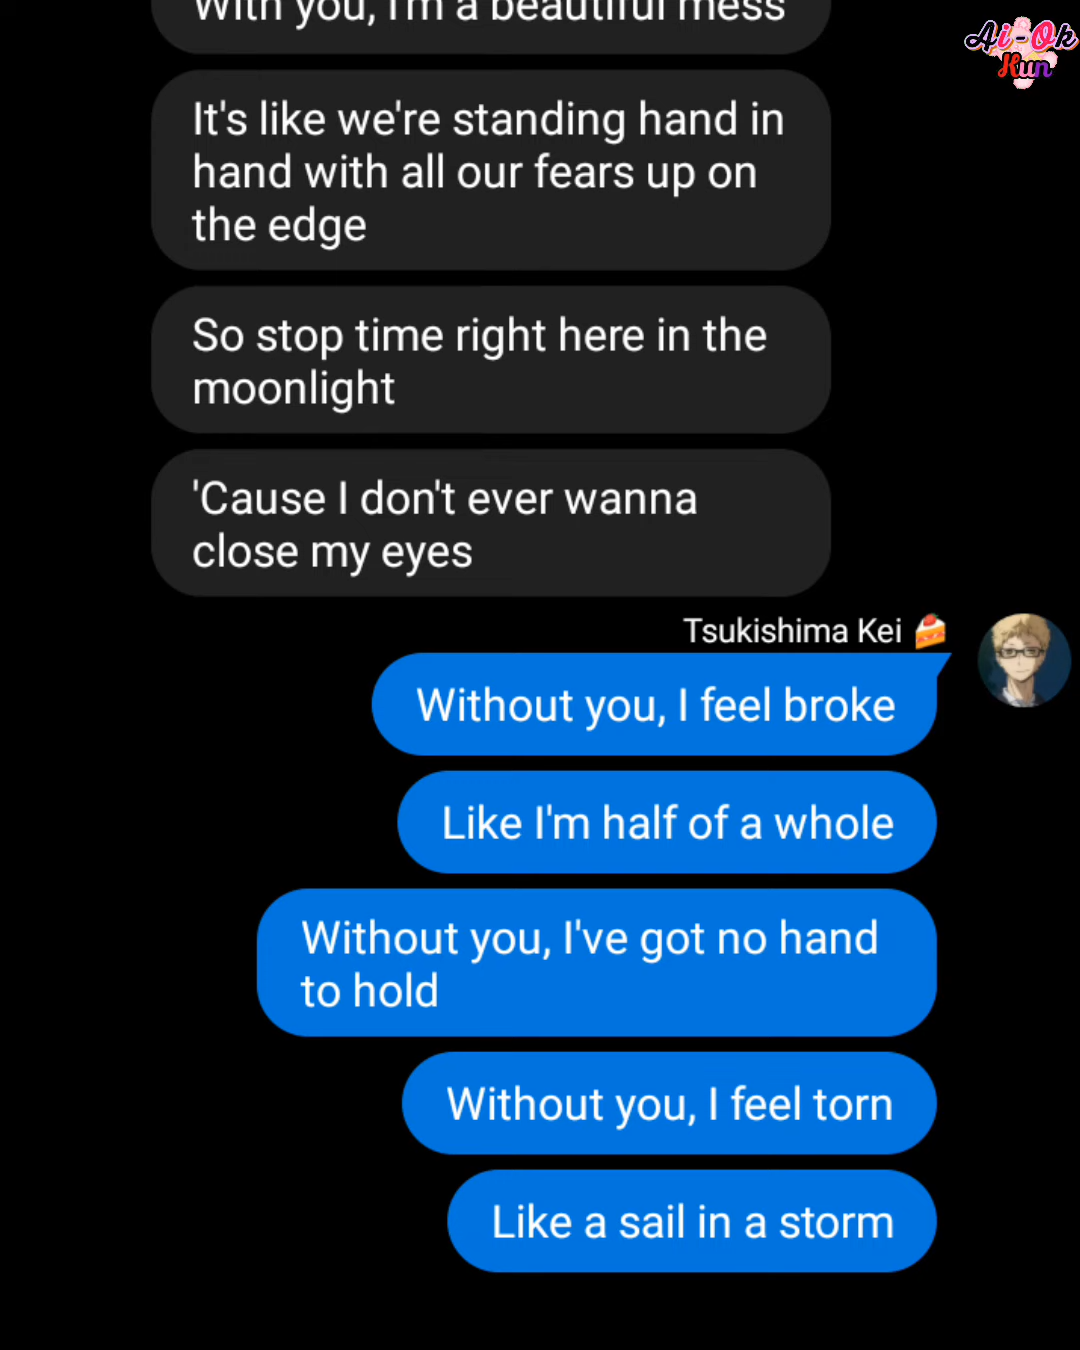 With you, I'm a beautiful mess
Ai-Ok
Kun
It's like we're standing hand in
hand with all our fears up on
the edge
So stop time right here in the
moonlight
'Cause I don't ever wanna
close my eyes
Tsukishima Kei 🍰
Without you, I feel broke
Like I'm half of a whole
Without you, I've got no hand
to hold
Without you, I feel torn
Like a sail in a storm